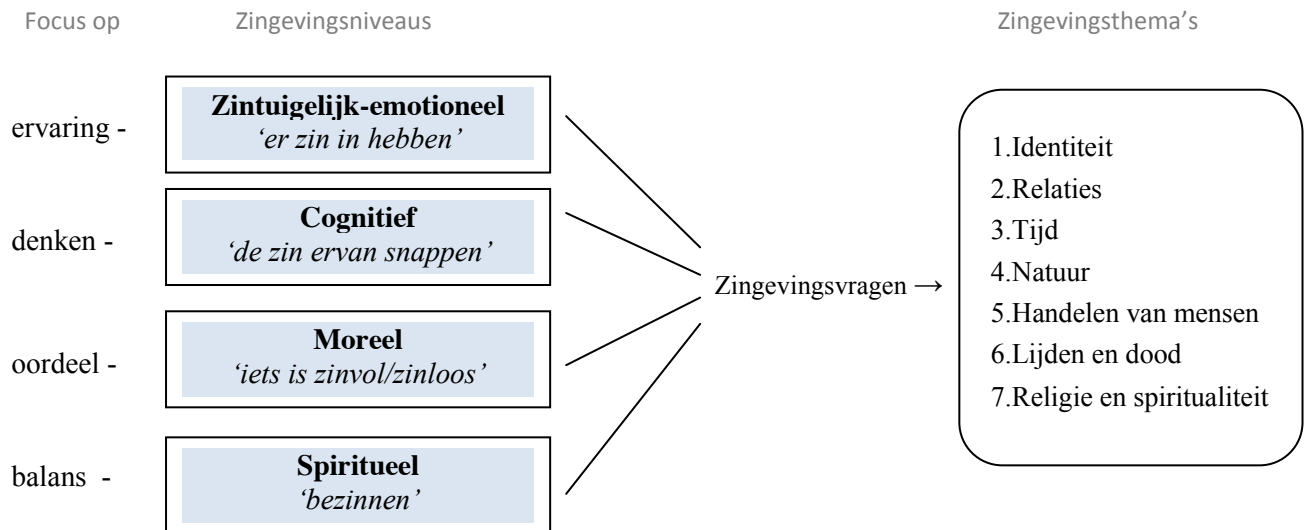 Focus op
Zingevingsniveaus
Zingevingsthema’s
ervaring -
Zintuigelijk-emotioneel
‘er zin in hebben’
denken -
Cognitief
‘de zin ervan snappen’
oordeel -
Moreel
‘iets is zinvol/zinloos’
balans -
Spiritueel
‘bezinnen’
Zingevingsvragen →
1.Identiteit
2.Relaties
3.Tijd
4.Natuur
5.Handelen van mensen
6.Lijden en dood
7.Religie en spiritualiteit